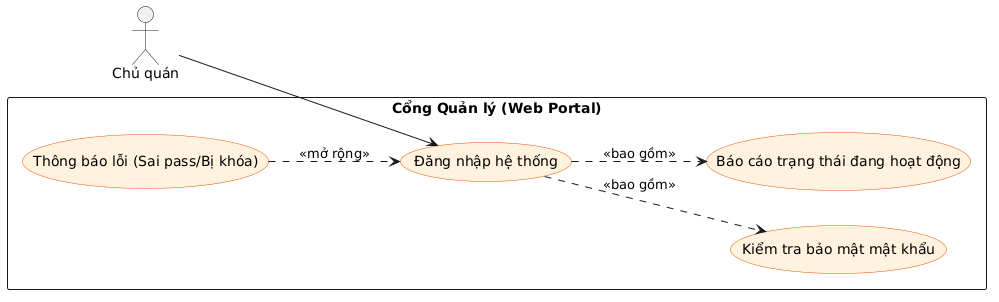 Chủ quán
Cổng Quản lý (Web Portal)
Thông báo lỗi (Sai pass/Bị khóa)
«mở rộng»
Đăng nhập hệ thống
«bao gồm»
Báo cáo trạng thái đang hoạt động
«bao gồm»
Kiểm tra bảo mật mật khẩu